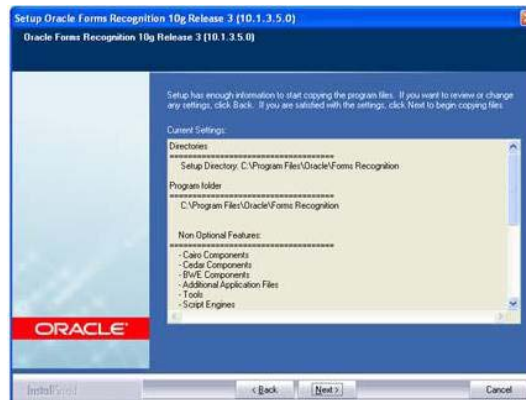 Setup Oracle Forms Recognition 10g Release 3 (10.1.3.5.0)
Oracle Forms Recognition 10g Release 3 (10.1.3.5.0)
Setup has enough information to start copying the program files. If you want to review or change
any settings, click Back. If you are satisfied with the settings, click Next to begin copying files.
Current Settings:
Directories
====================================
Setup Directory: C:\Program Files\Oracle\Forms Recognition
Program folder
====================================
C:\Program Files\Oracle\Forms Recognition
Non Optional Features:
====================================
- Cairo Components
- Cedar Components
- BWE Components
- Additional Application Files
- Tools
- Script Engines
ORACLE
InstallShield
< Back
Next >
Cancel